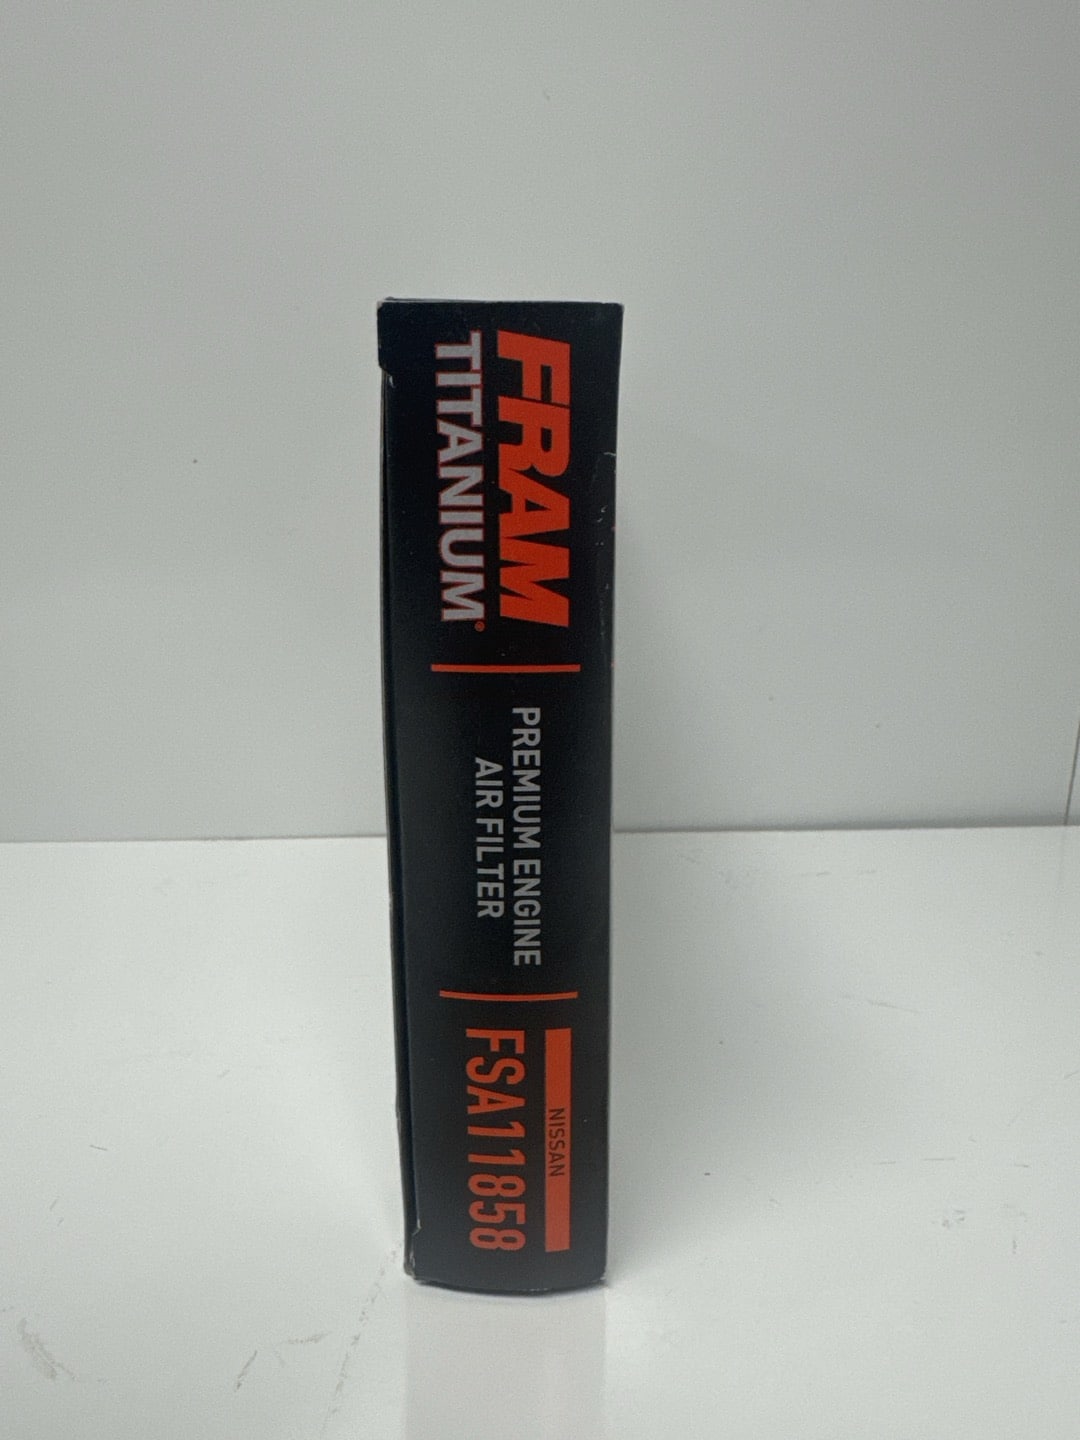 FRAM
TITANIUM®
PREMIUM ENGINE
AIR FILTER
NISSAN
FSA11858